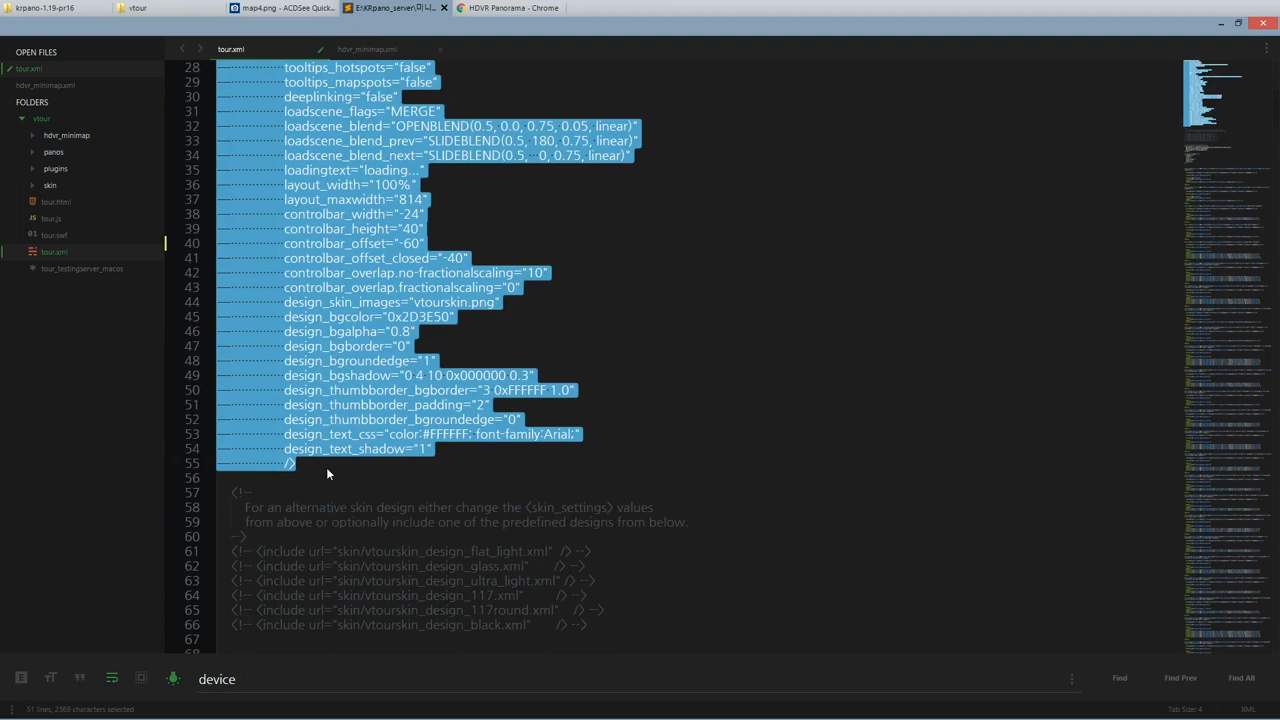 krpano-1.19-pr16
vtour
map4.png - ACDSee Quick...
E:\KRpano_server\미니...
HDVR Panorama - Chrome
OPEN FILES
tour.xml
hdvr_minimap.xml
FOLDERS
vtour
hdvr_minimap
panos
plugins
skin
tour.html
tour.js
tour.swf
tour.xml
tour_testingserver_macos
tour.xml
hdvr_minimap.xml
28 tooltips_hotspots="false"
29 tooltips_mapspots="false"
30 deeplinking="false"
31 loadscene_flags="MERGE"
32 loadscene_blend="OPENBLEND(0.5, 0.0, 0.75, 0.05, linear)"
33 loadscene_blend_prev="SLIDEBLEND(0.5, 180, 0.75, linear)"
34 loadscene_blend_next="SLIDEBLEND(0.5, 0, 0.75, linear)"
35 loadingtext="loading..."
36 layout_width="100%"
37 layout_maxwidth="814"
38 controlbar_width="-24"
39 controlbar_height="40"
40 controlbar_offset="-60"
41 controlbar_offset_closed="-40"
42 controlbar_overlap.no-fractionalscaling="10"
43 controlbar_overlap.fractionalscaling="0"
44 design_skin_images="vtourskin.png"
45 design_bgcolor="0x2D3E50"
46 design_bgalpha="0.8"
47 design_bgborder="0"
48 design_bgroundedge="1"
49 design_bgshadow="0 4 10 0x000000 0.3"
50 design_thumbborder_bgborder="3 0xFFFFFF 1.0"
51 design_thumbborder_padding="2"
52 design_thumbborder_bgroundedge="0"
53 design_text_css="color:#FFFFFF; font-family:Arial;"
54 design_text_shadow="1"
55 />
56
57 <!--
58 For an alternative skin design either change the <skin_settings> values
59 from above or optionally include one of the predefined designs from below.
60 -->
61 <!-- <include url="skin/vtourskin_design_flat_light.xml" /> -->
62 <!-- <include url="skin/vtourskin_design_glass.xml" /> -->
63 <!-- <include url="skin/vtourskin_design_ultra_light.xml" /> -->
64 <!-- <include url="skin/vtourskin_design_117.xml" /> -->
65 <!-- <include url="skin/vtourskin_design_117round.xml" /> -->
66 <!-- <include url="skin/vtourskin_design_black.xml" /> -->
67
68
device
Find
Find Prev
Find All
51 lines, 2369 characters selected
Tab Size: 4
XML